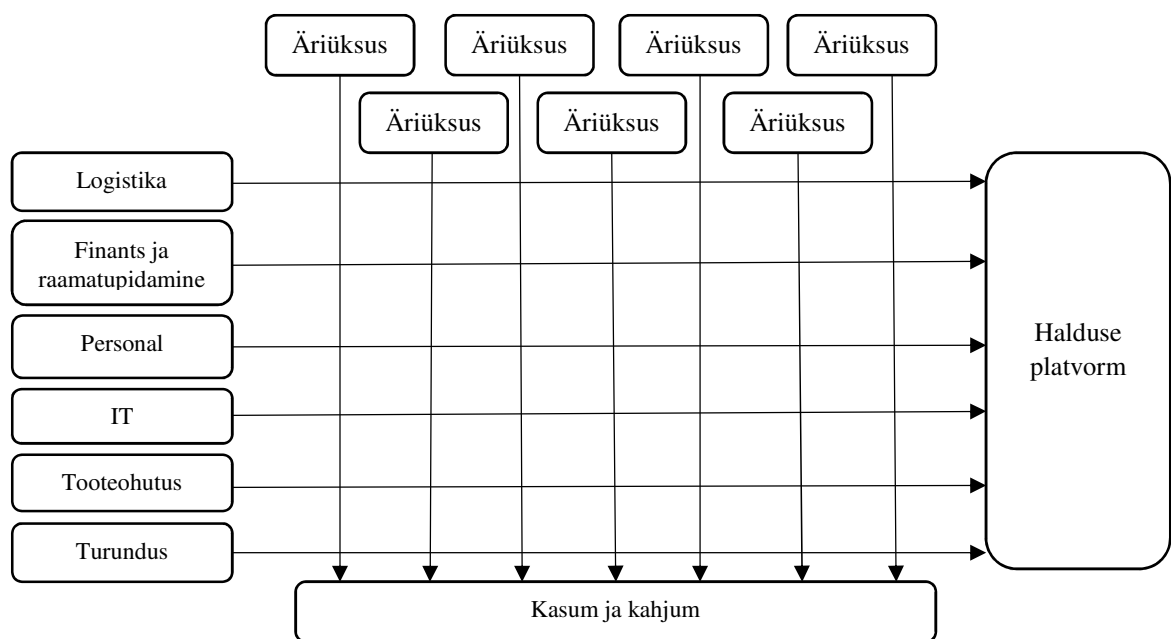 Äriüksus
Äriüksus
Äriüksus
Äriüksus
Äriüksus
Äriüksus
Äriüksus
Logistika
Finants ja
raamatupidamine
Personal
IT
Tooteohutus
Turundus
Halduse
platvorm
Kasum ja kahjum